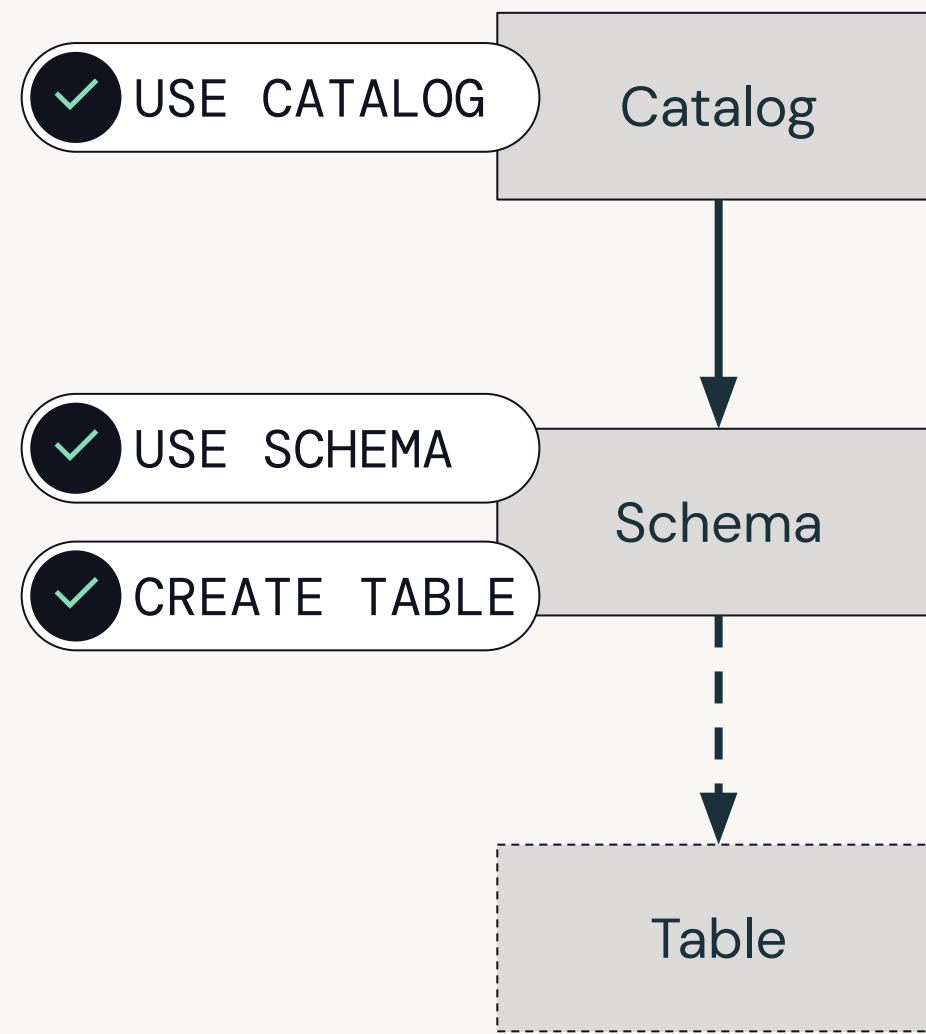 USE CATALOG
Catalog
USE SCHEMA
Schema
CREATE TABLE
Table